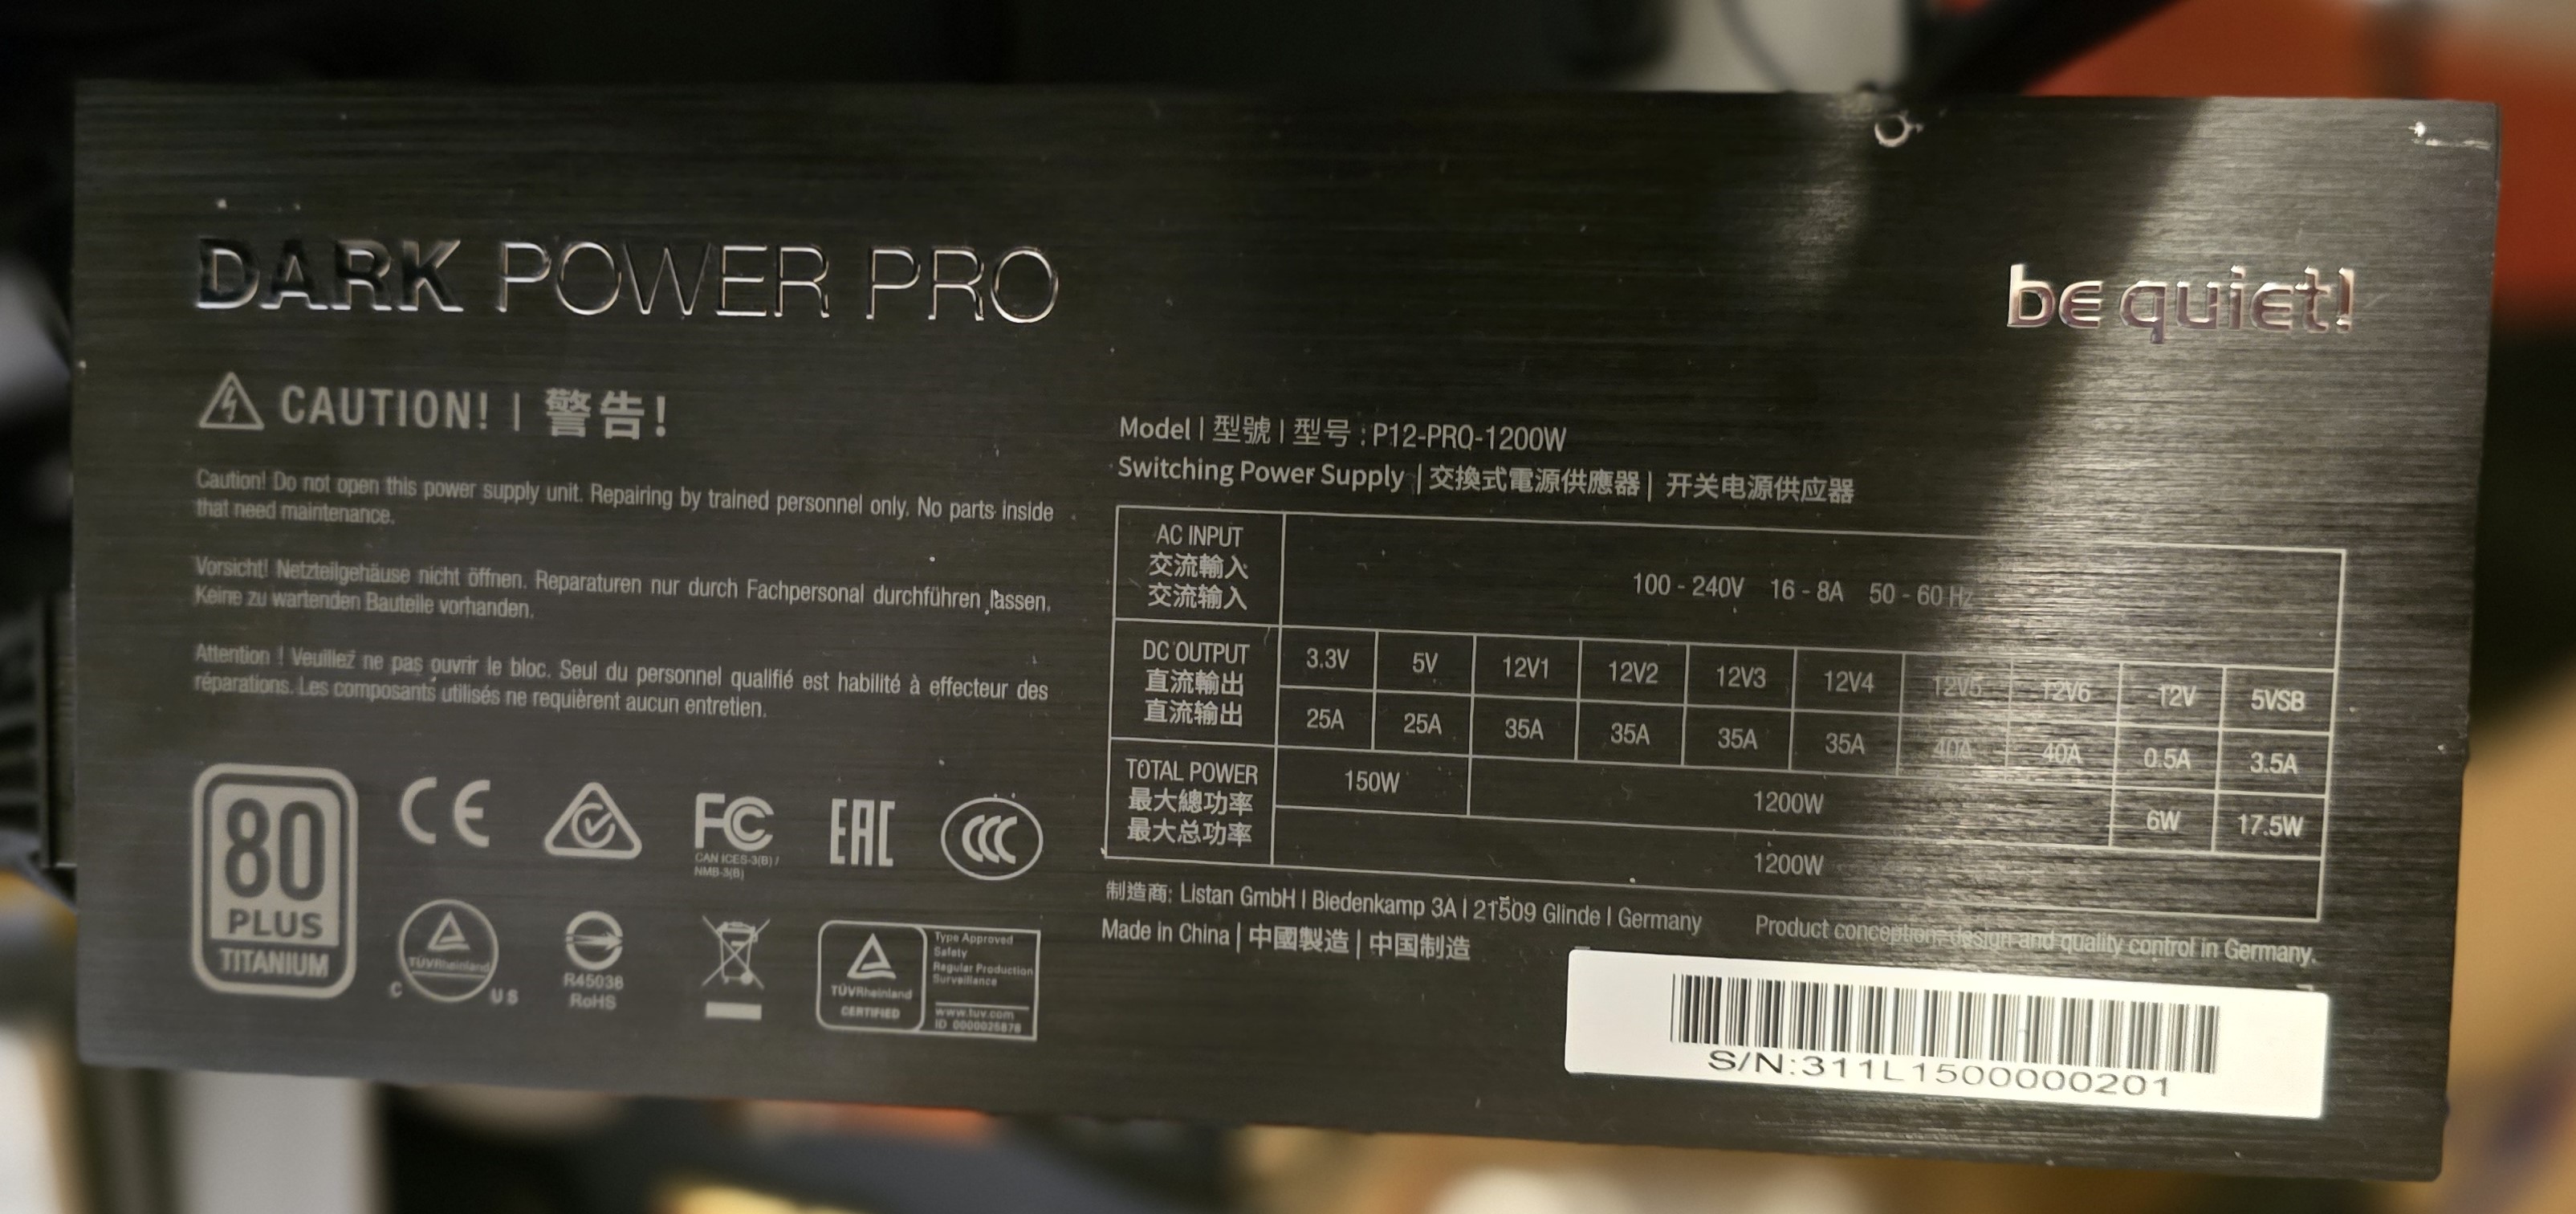 DARK POWER PRO
be quiet!
CAUTION! | 警告!
Caution! Do not open this power supply unit. Repairing by trained personnel only. No parts inside
that need maintenance.
Vorsicht! Netzteilgehäuse nicht öffnen. Reparaturen nur durch Fachpersonal durchführen lassen.
Keine zu wartenden Bauteile vorhanden.
Attention ! Veuillez ne pas ouvrir le bloc. Seul du personnel qualifié est habilité à effecteur des
réparations. Les composants utilisés ne requièrent aucun entretien.
80
PLUS
TITANIUM
CE
FC
CAN ICES-3(B) /
NMB-3(B)
EAC
CCC
TÜVRheinland
C US
R45038
RoHS
TÜVRheinland
CERTIFIED
Type Approved
Safety
Regular Production
Surveillance
www.tuv.com
ID 0000025878
Model | 型號 | 型号 : P12-PRO-1200W
Switching Power Supply | 交換式電源供應器 | 开关电源供应器
AC INPUT
交流輸入
交流输入
100 - 240V 16 - 8A 50 - 60 Hz
DC OUTPUT
直流輸出
直流输出
3.3V 5V 12V1 12V2 12V3 12V4 12V5 12V6 -12V 5VSB
25A 25A 35A 35A 35A 35A 40A 40A 0.5A 3.5A
TOTAL POWER
最大總功率
最大总功率
150W 1200W 6W 17.5W
1200W
制造商: Listan GmbH | Biedenkamp 3A | 21509 Glinde | Germany
Product conception, design and quality control in Germany.
Made in China | 中國製造 | 中国制造
S/N:311L1500000201